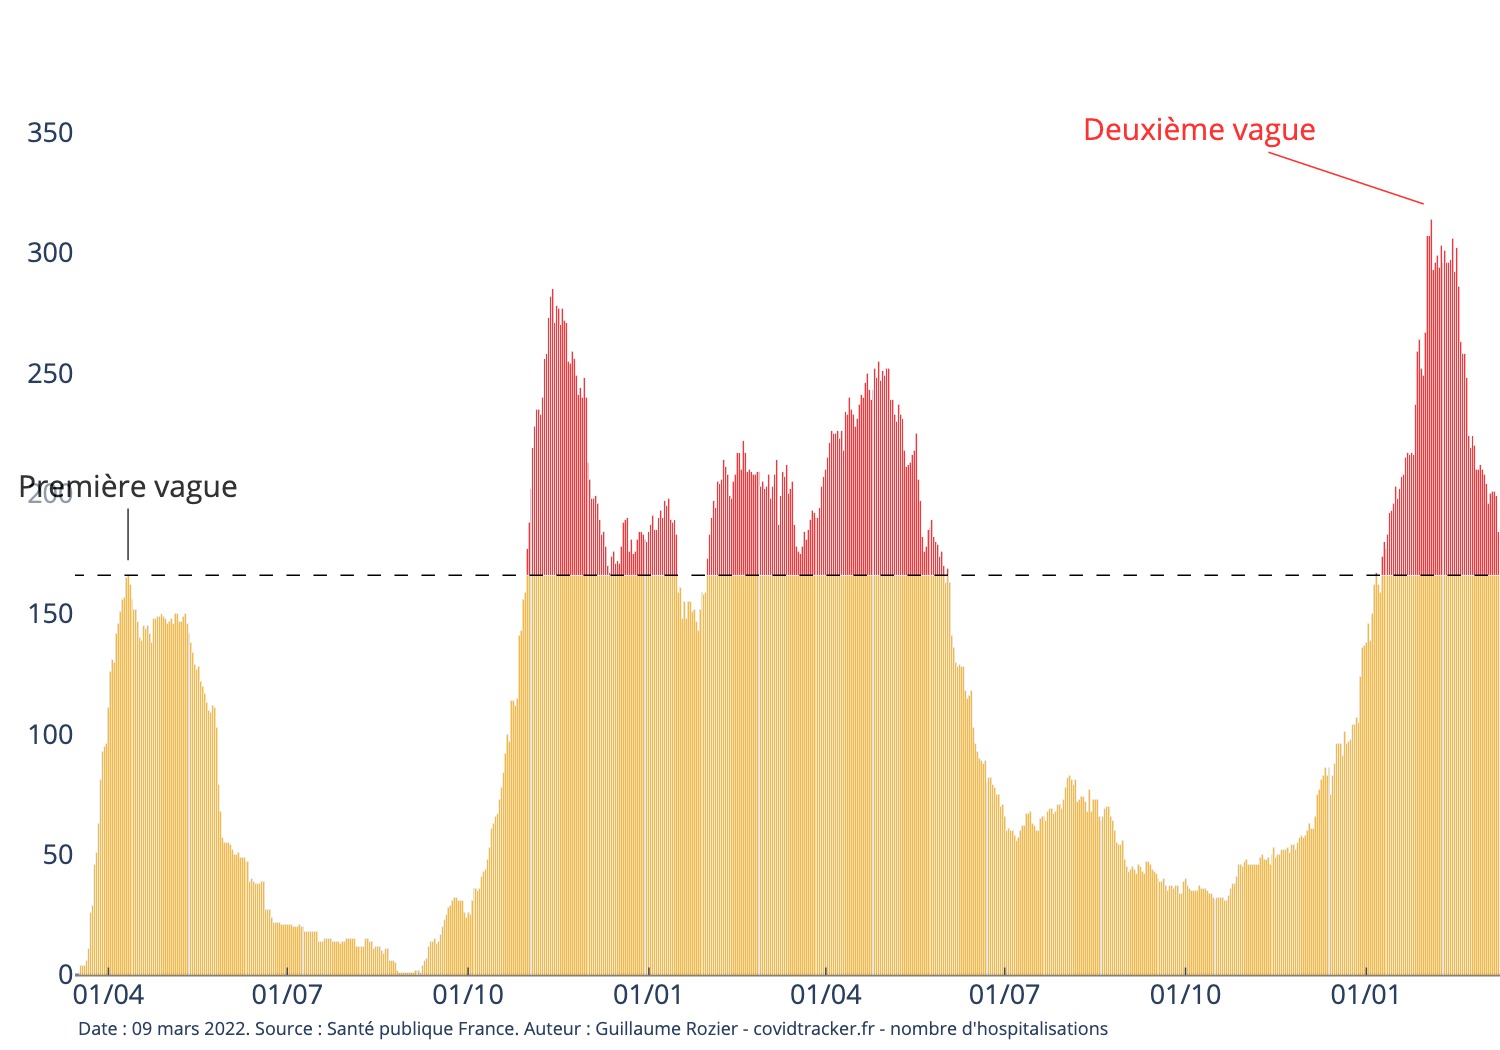 350
Deuxième vague
300
250
Première vague
200
150
100
50
0
01/04 01/07 01/10 01/01 01/04 01/07 01/10 01/01
Date : 09 mars 2022. Source : Santé publique France. Auteur : Guillaume Rozier - covidtracker.fr - nombre d'hospitalisations